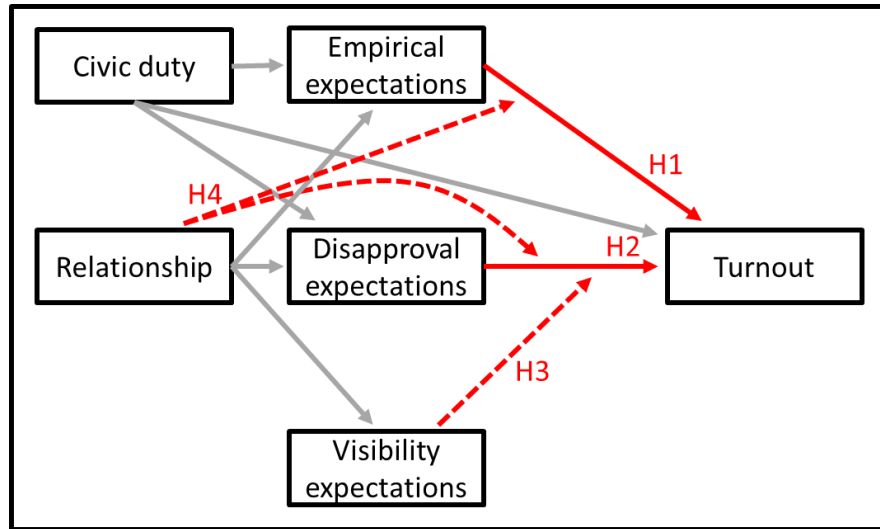 Civic duty
Empirical
expectations
H1
H4
Relationship
Disapproval
expectations
H2
Turnout
H3
Visibility
expectations